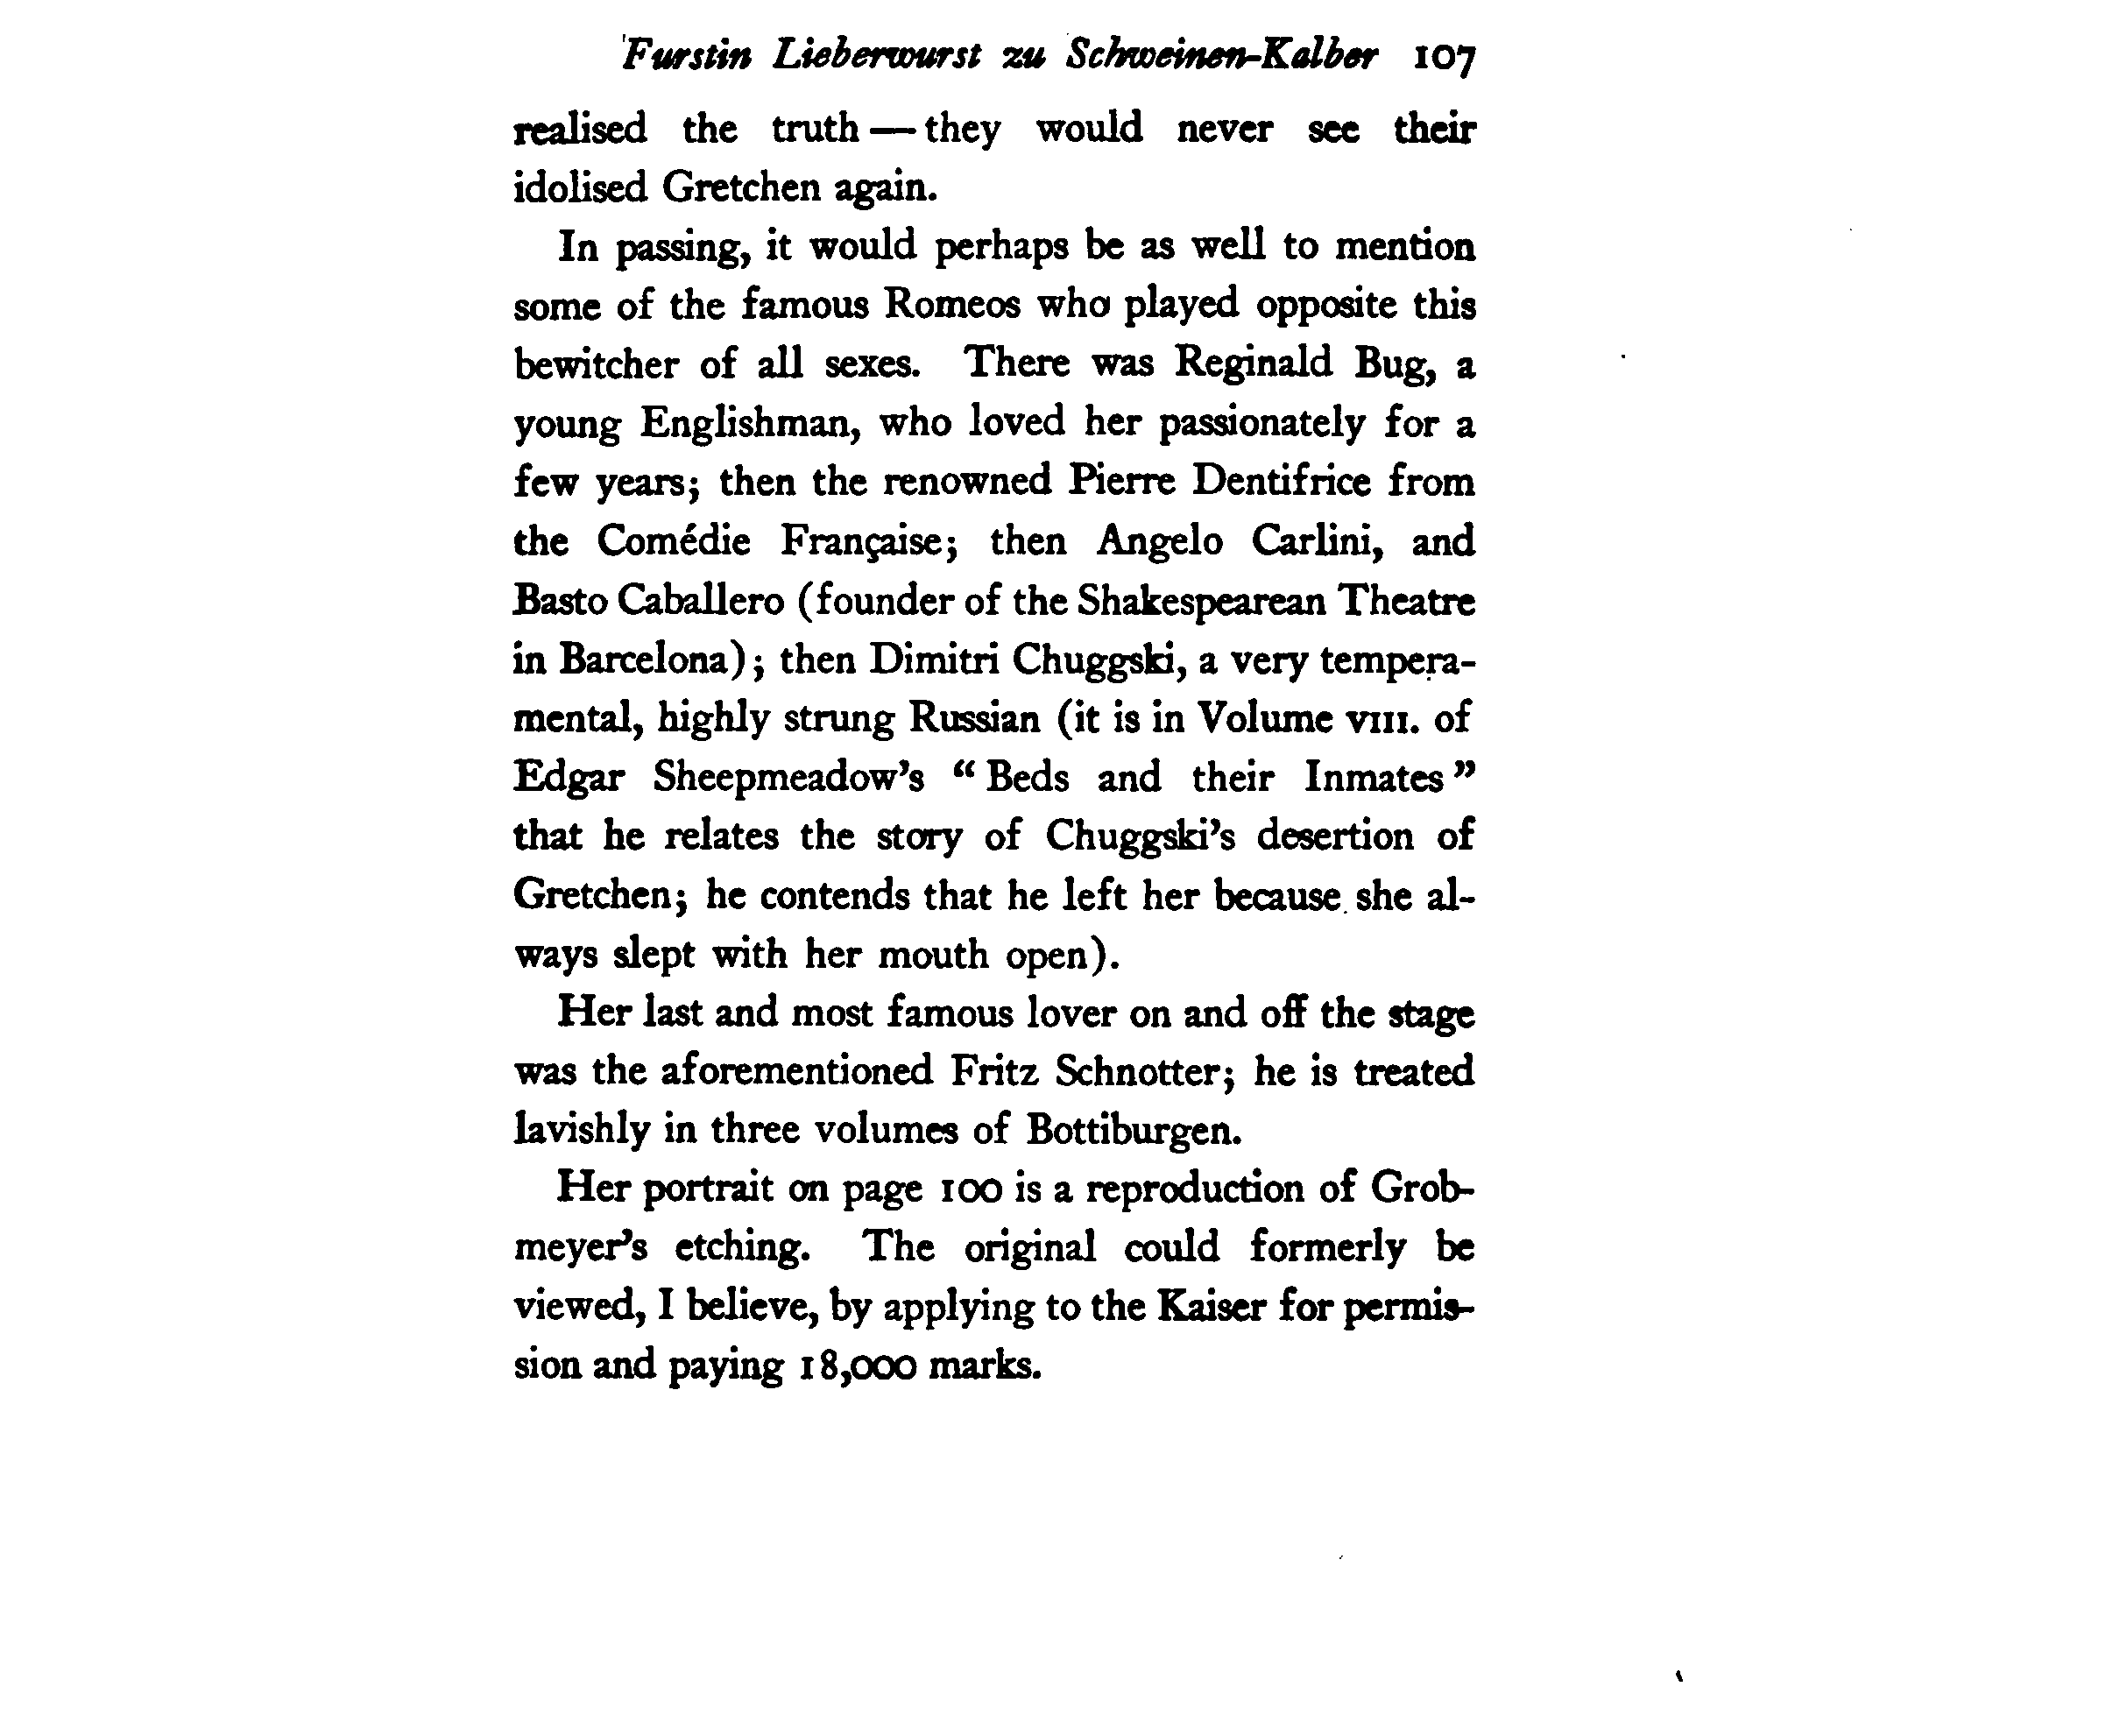 Furstin Lieberwurst zu Schweinen-Kalber 107
realised the truth — they would never see their
idolised Gretchen again.
In passing, it would perhaps be as well to mention
some of the famous Romeos who played opposite this
bewitcher of all sexes. There was Reginald Bug, a
young Englishman, who loved her passionately for a
few years; then the renowned Pierre Dentifrice from
the Comédie Française; then Angelo Carlini, and
Basto Caballero (founder of the Shakespearean Theatre
in Barcelona); then Dimitri Chuggski, a very tempera-
mental, highly strung Russian (it is in Volume VIII. of
Edgar Sheepmeadow's “ Beds and their Inmates ”
that he relates the story of Chuggski's desertion of
Gretchen; he contends that he left her because she al-
ways slept with her mouth open).
Her last and most famous lover on and off the stage
was the aforementioned Fritz Schnotter; he is treated
lavishly in three volumes of Bottiburgen.
Her portrait on page 100 is a reproduction of Grob-
meyer's etching. The original could formerly be
viewed, I believe, by applying to the Kaiser for permis-
sion and paying 18,000 marks.